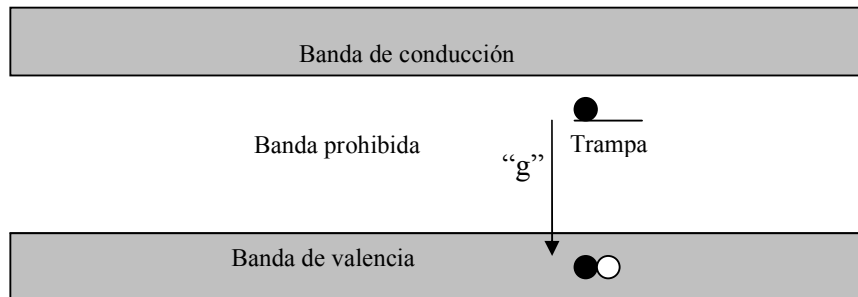 Banda de conducción
Banda prohibida
Trampa
“g”
Banda de valencia